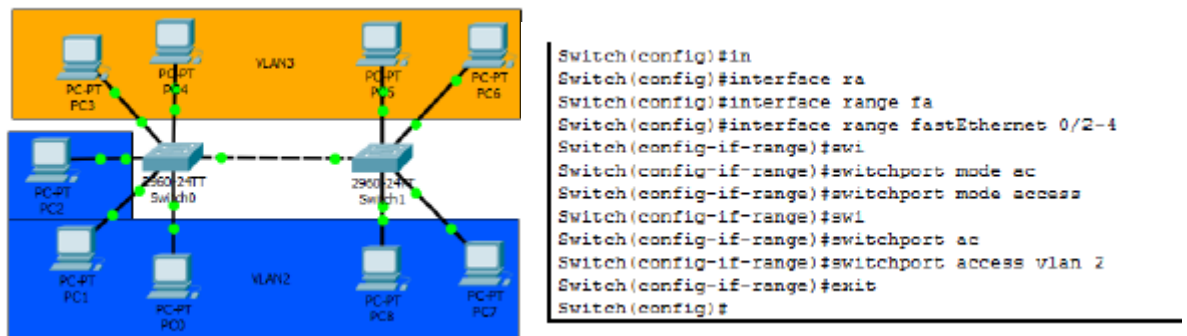 VLAN3
PC-PT
PC3
PC-PT
PC4
PC-PT
PC5
PC-PT
PC6
PC-PT
PC2
2960-24TT
Switch0
2960-24TT
Switch1
PC-PT
PC1
PC-PT
PC0
VLAN2
PC-PT
PC8
PC-PT
PC7
Switch(config)#in
Switch(config)#interface ra
Switch(config)#interface range fa
Switch(config)#interface range fastEthernet 0/2-4
Switch(config-if-range)#swi
Switch(config-if-range)#switchport mode ac
Switch(config-if-range)#switchport mode access
Switch(config-if-range)#swi
Switch(config-if-range)#switchport ac
Switch(config-if-range)#switchport access vlan 2
Switch(config-if-range)#exit
Switch(config)#